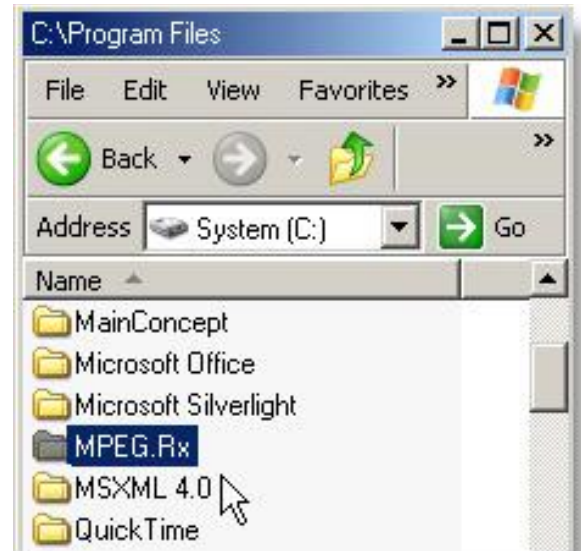 C:\Program Files
File Edit View Favorites »
Back »
Address System (C:) Go
Name
MainConcept
Microsoft Office
Microsoft Silverlight
MPEG.Rx
MSXML 4.0
QuickTime